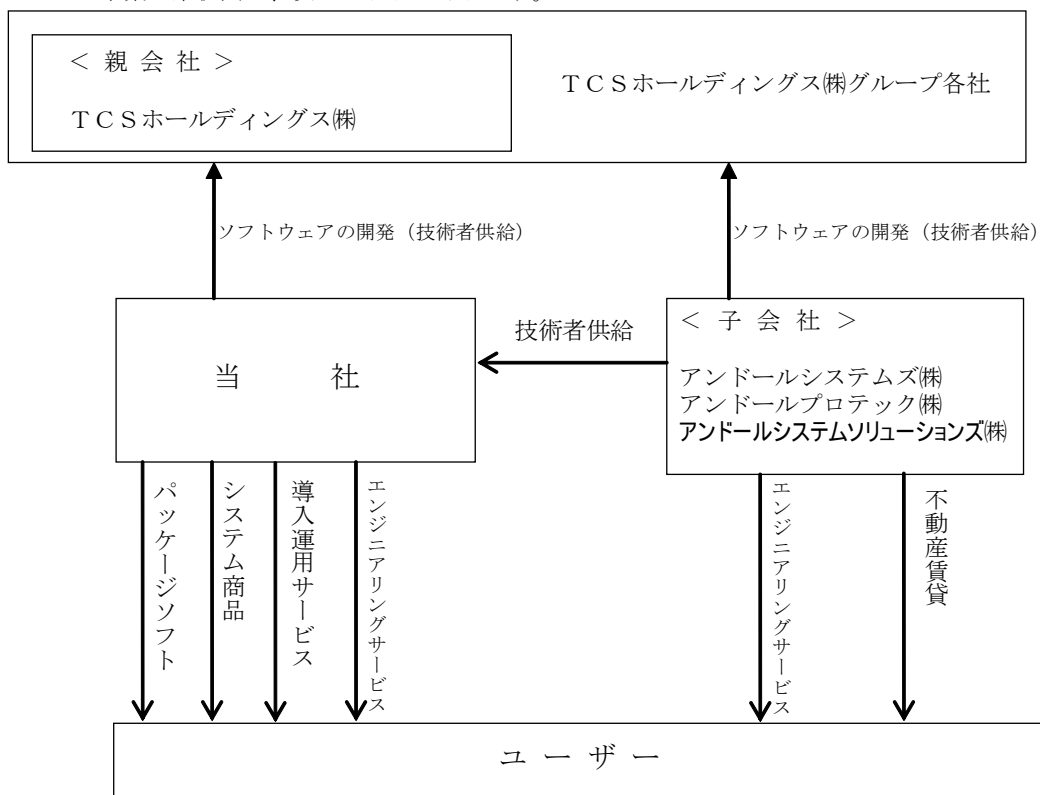 ＜ 親 会 社 ＞
ＴＣＳホールディングス㈱
ＴＣＳホールディングス㈱グループ各社
ソフトウェアの開発（技術者供給）
ソフトウェアの開発（技術者供給）
当　　社
技術者供給
＜ 子 会 社 ＞
アンドールシステムズ㈱
アンドールプロテック㈱
アンドールシステムソリューションズ㈱
パッケージソフト
システム商品
導入運用サービス
エンジニアリングサービス
エンジニアリングサービス
不動産賃貸
ユ ー ザ ー